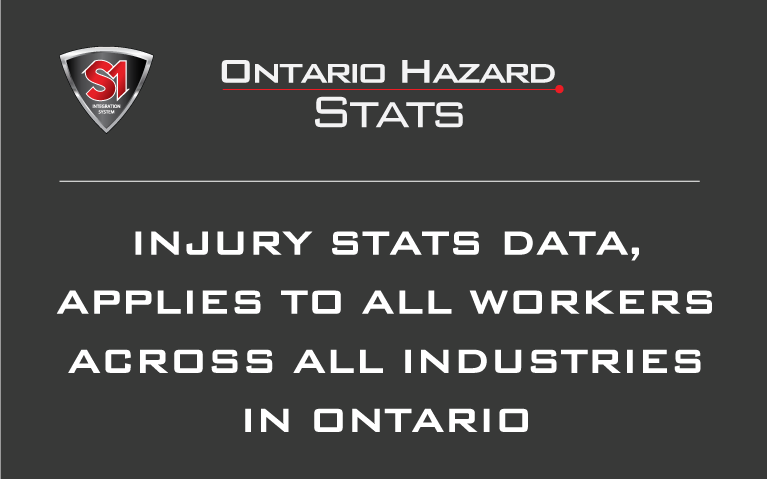 S1
INTEGRATION
SYSTEM
ONTARIO HAZARD
STATS
INJURY STATS DATA,
APPLIES TO ALL WORKERS
ACROSS ALL INDUSTRIES
IN ONTARIO